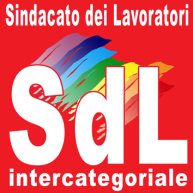 Sindacato dei Lavoratori
SdL
intercategoriale